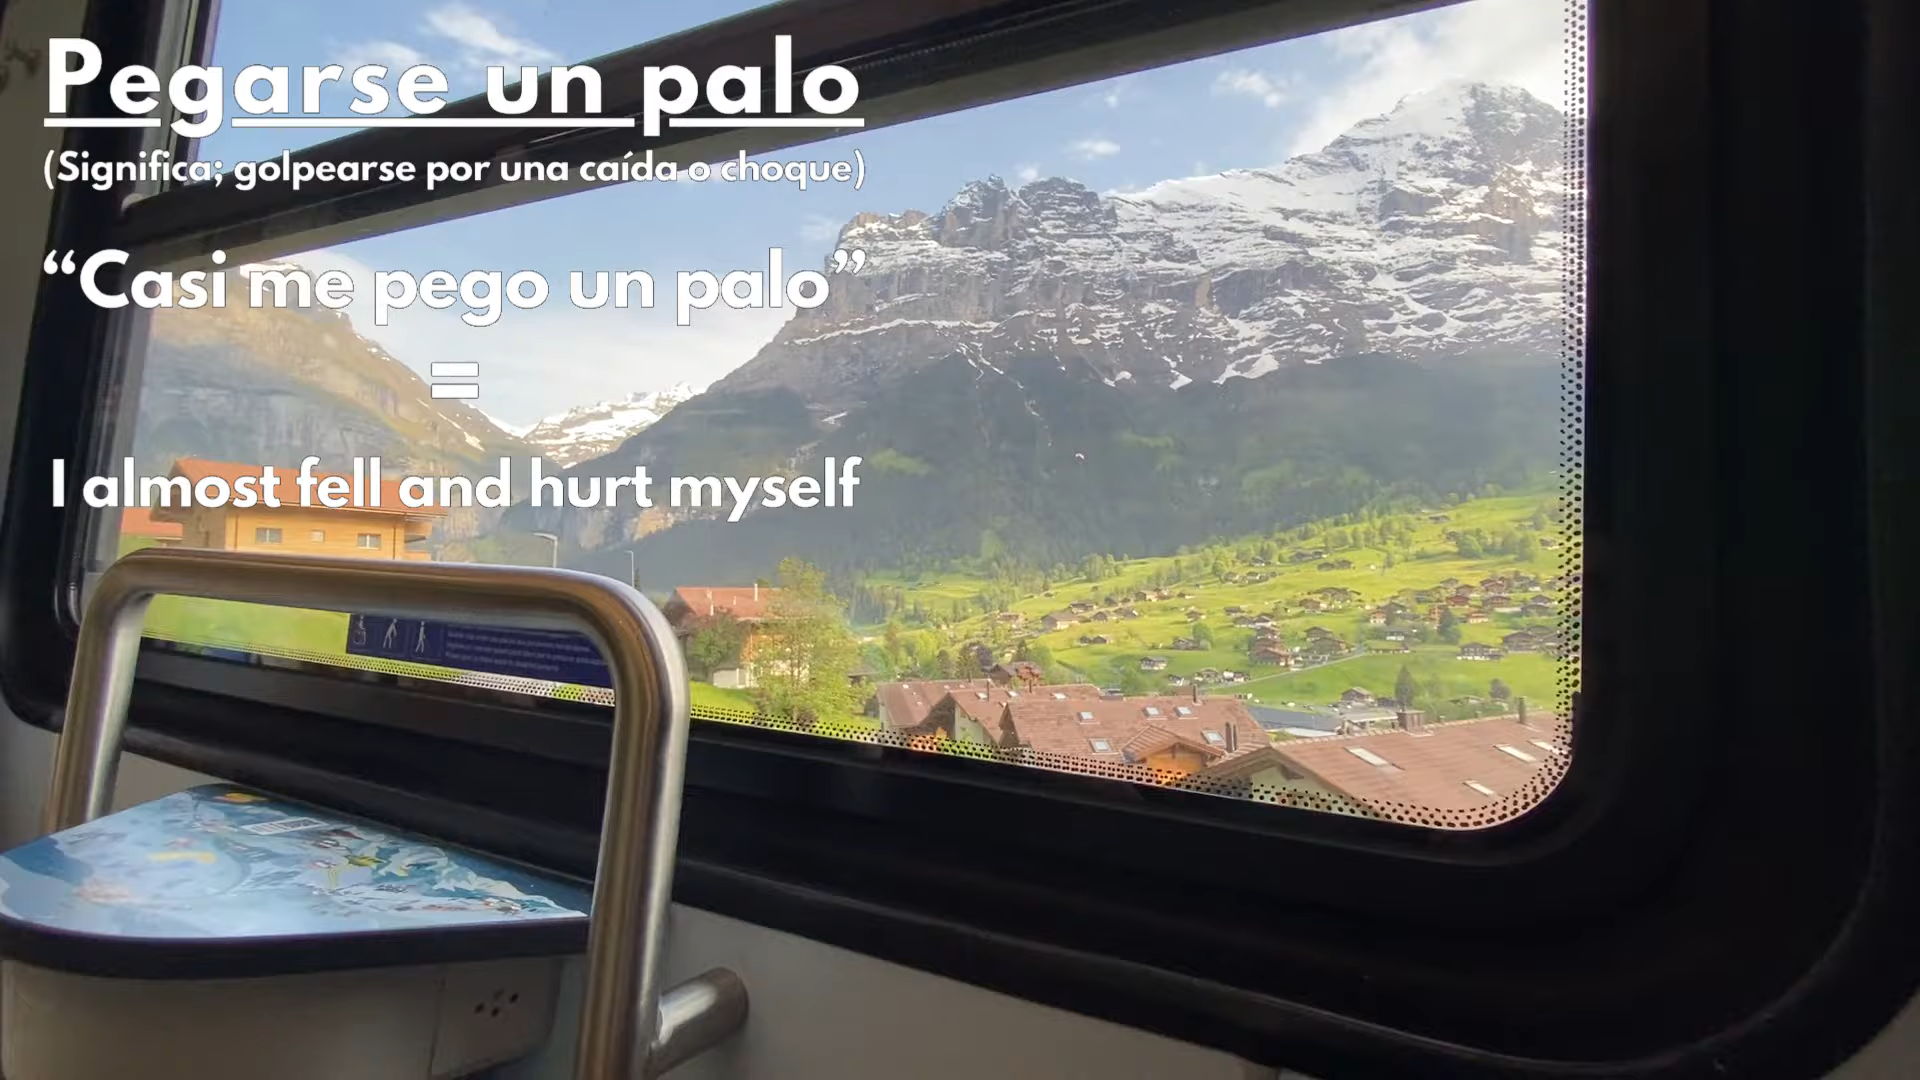 Pegarse un palo
(Significa; golpearse por una caída o choque)
“Casi me pego un palo”
=
I almost fell and hurt myself